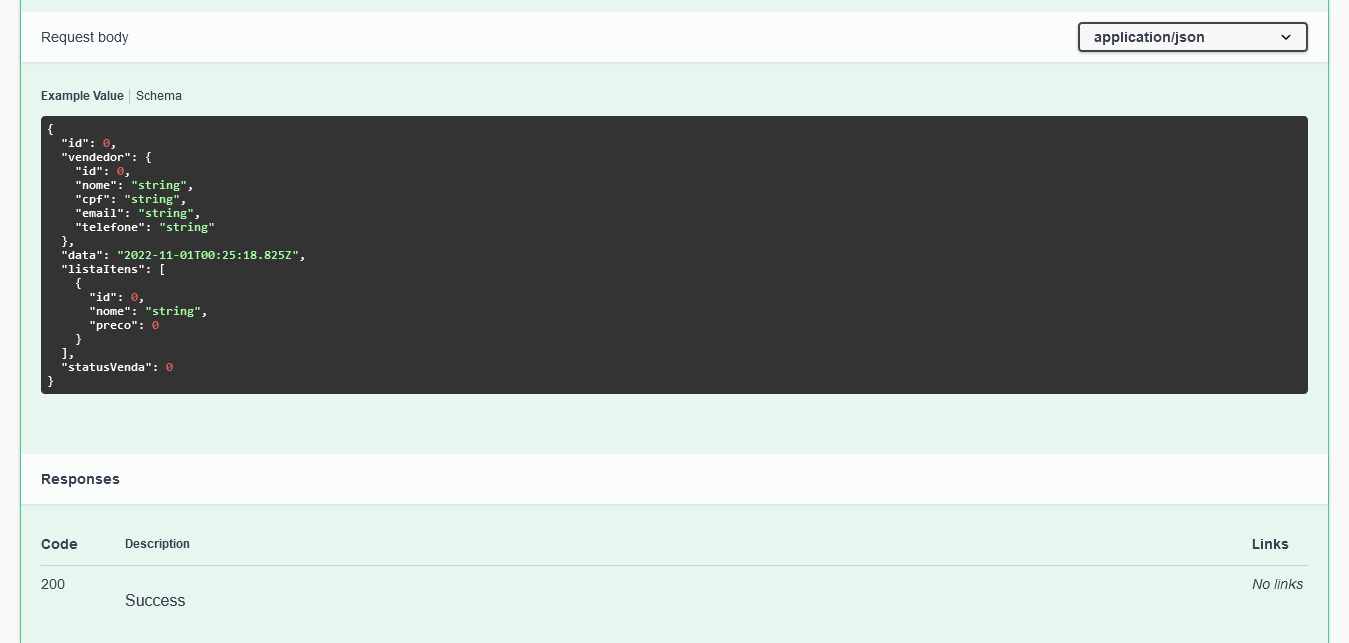 Request body
application/json
Example Value
Schema
{
  "id": 0,
  "vendedor": {
    "id": 0,
    "nome": "string",
    "cpf": "string",
    "email": "string",
    "telefone": "string"
  },
  "data": "2022-11-01T00:25:18.825Z",
  "listaItens": [
    {
      "id": 0,
      "nome": "string",
      "preco": 0
    }
  ],
  "statusVenda": 0
}
Responses
Code Description Links
200 No links
Success